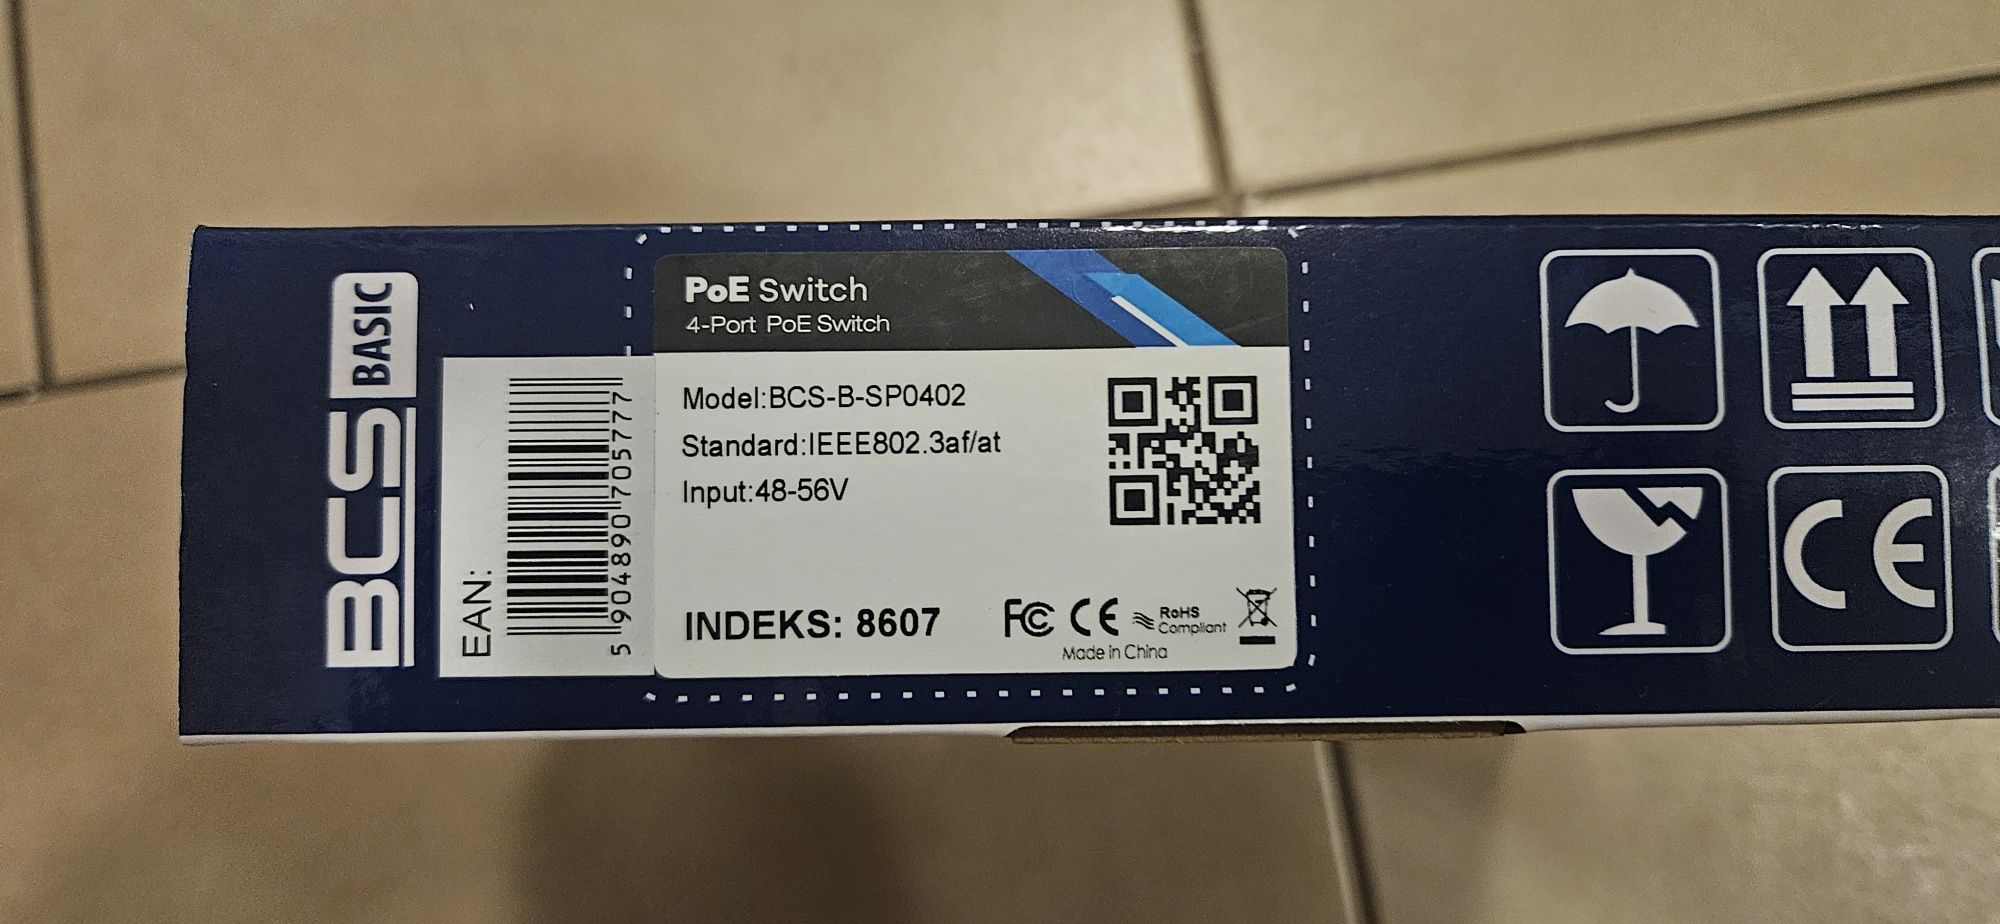 BCS BASIC
EAN:
5 904890 705777
PoE Switch
4-Port PoE Switch
Model:BCS-B-SP0402
Standard:IEEE802.3af/at
Input:48-56V
INDEKS: 8607
FC CE RoHS
Compliant
Made in China
CE